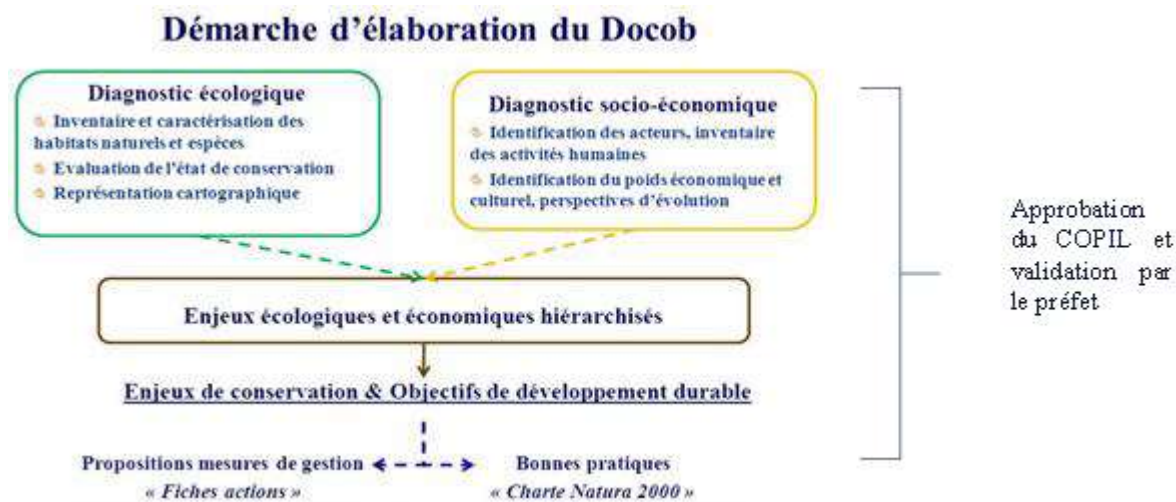 Démarche d'élaboration du Docob
Diagnostic écologique
Inventaire et caractérisation des
habitats naturels et espèces
Evaluation de l'état de conservation
Représentation cartographique
Diagnostic socio-économique
Identification des acteurs, inventaire
des activités humaines
Identification du poids économique et
culturel, perspectives d'évolution
Approbation
du COPIL et
validation par
le préfet
Enjeux écologiques et économiques hiérarchisés
Enjeux de conservation & Objectifs de développement durable
Propositions mesures de gestion
« Fiches actions »
Bonnes pratiques
« Charte Natura 2000 »